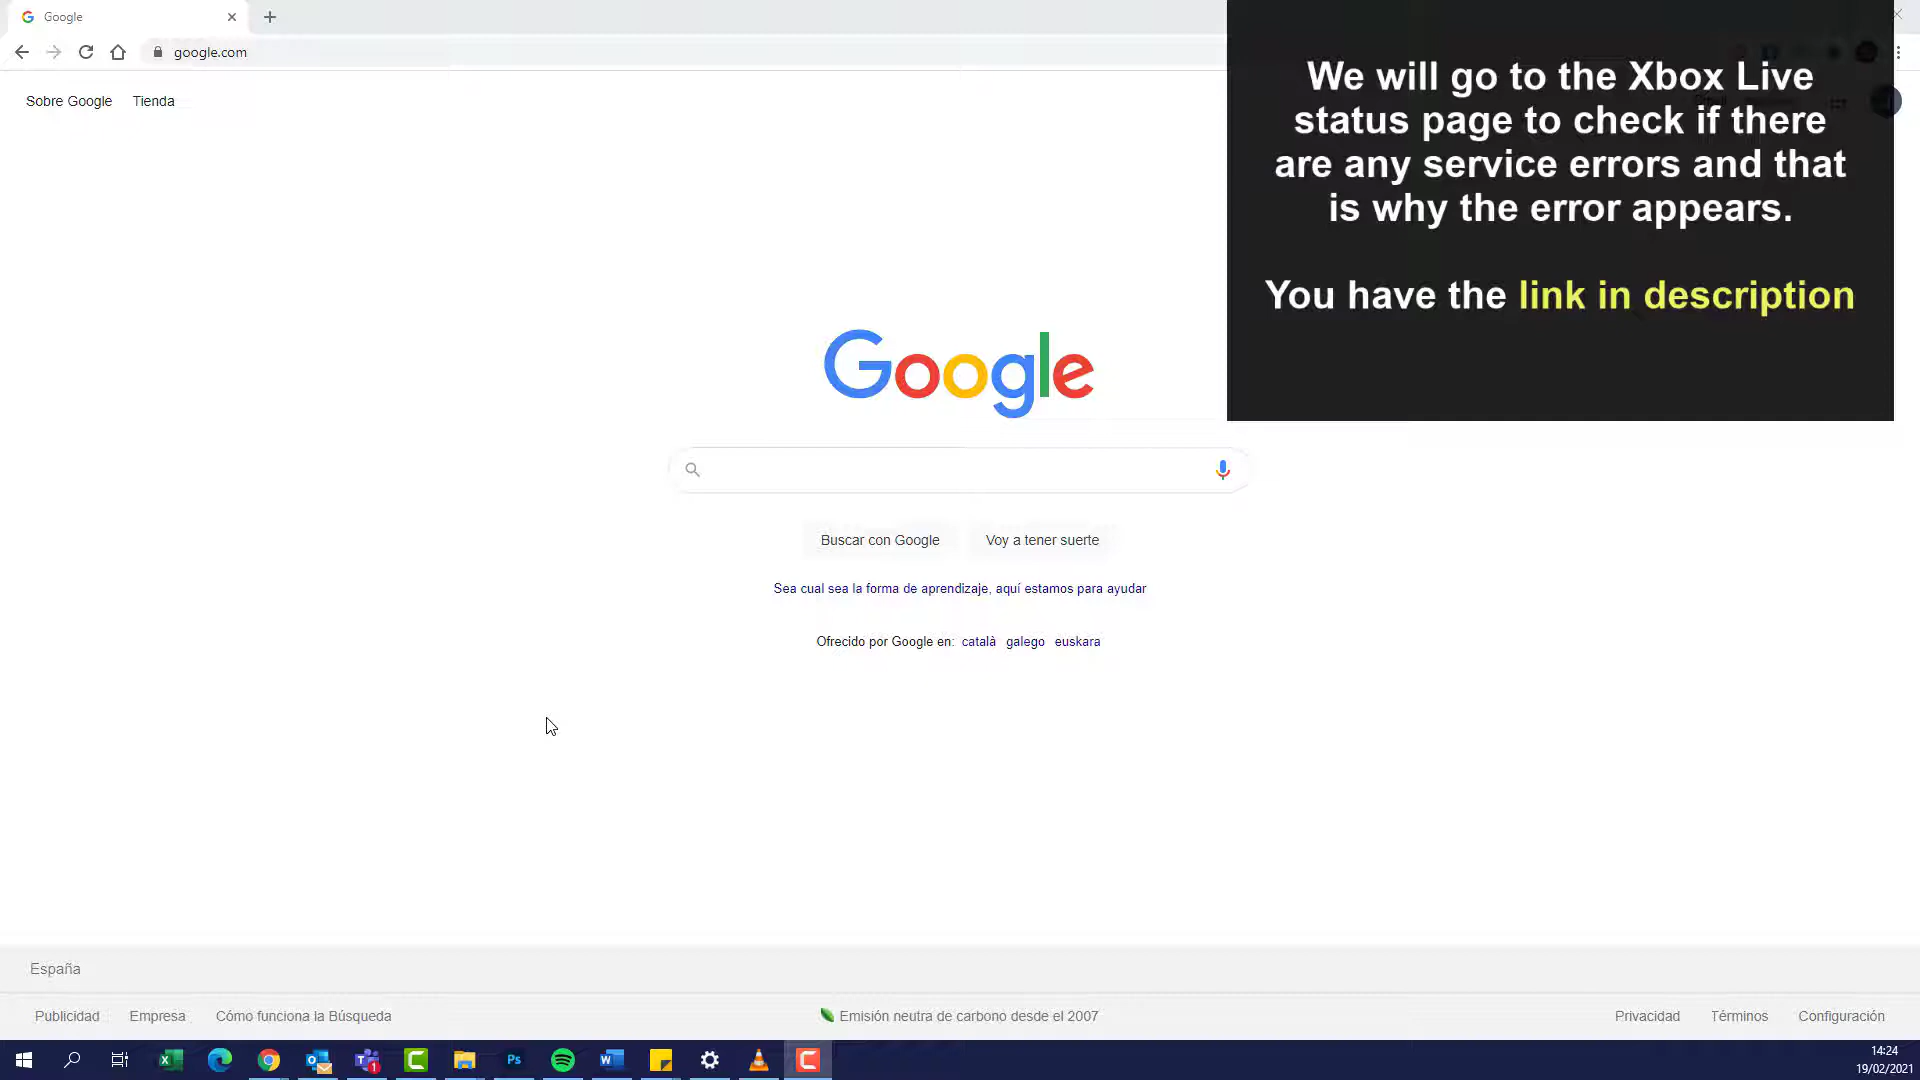 Google
google.com
We will go to the Xbox Live
status page to check if there
are any service errors and that
is why the error appears.
You have the link in description
Sobre Google
Tienda
Google
Buscar con Google
Voy a tener suerte
Sea cual sea la forma de aprendizaje, aquí estamos para ayudar
Ofrecido por Google en: català galego euskara
España
Publicidad
Empresa
Cómo funciona la Búsqueda
Emisión neutra de carbono desde el 2007
Privacidad
Términos
Configuración
1
Ps
14:24
19/02/2021